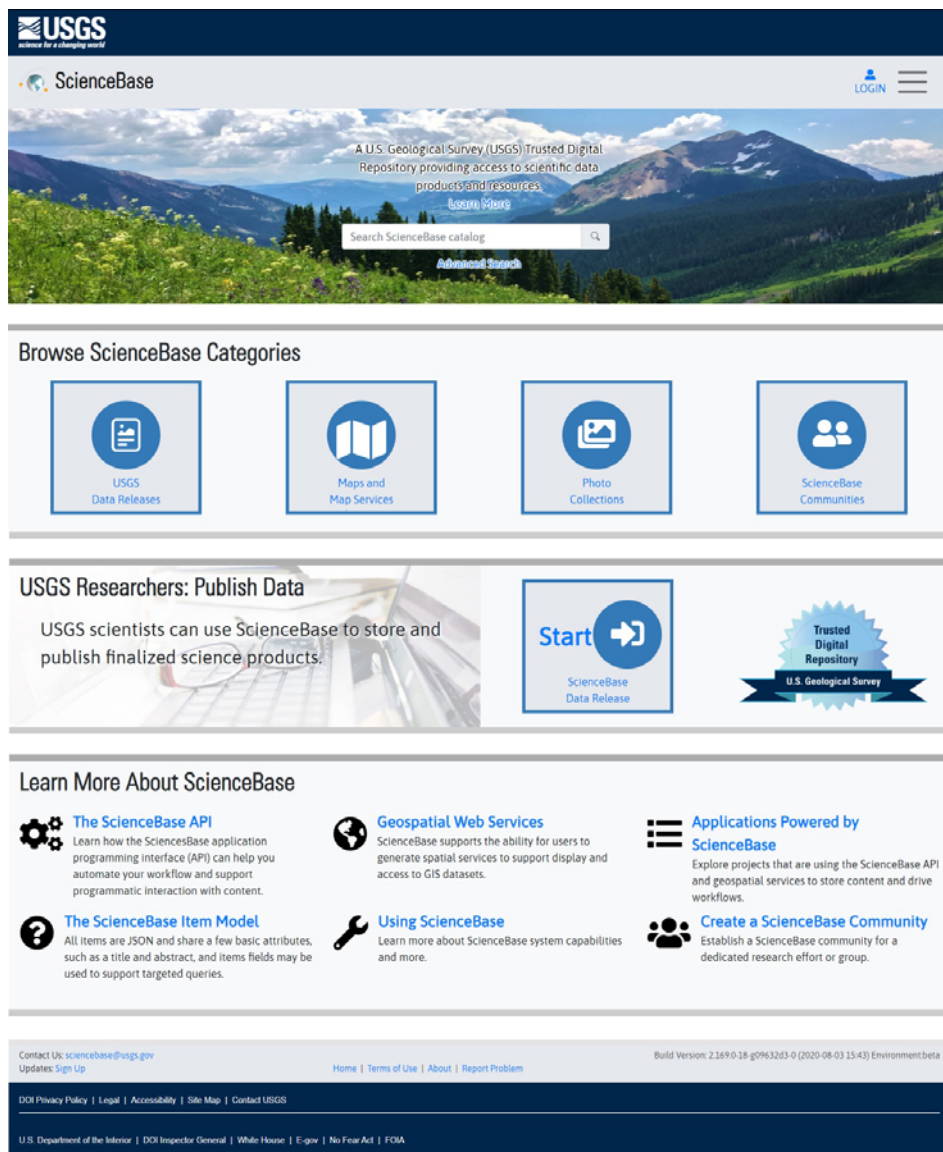 USGS
science for a changing world
ScienceBase
LOGIN
A U.S. Geological Survey (USGS) Trusted Digital
Repository providing access to scientific data
products and resources.
Learn More
Search ScienceBase catalog
Advanced Search
Browse ScienceBase Categories
USGS
Data Releases
Maps and
Map Services
Photo
Collections
ScienceBase
Communities
USGS Researchers: Publish Data
USGS scientists can use ScienceBase to store and
publish finalized science products.
Start
ScienceBase
Data Release
Trusted
Digital
Repository
U.S. Geological Survey
Learn More About ScienceBase
The ScienceBase API
Learn how the SciencesBase application
programming interface (API) can help you
automate your workflow and support
programmatic interaction with content.
Geospatial Web Services
ScienceBase supports the ability for users to
generate spatial services to support display and
access to GIS datasets.
Applications Powered by
ScienceBase
Explore projects that are using the ScienceBase API
and geospatial services to store content and drive
workflows.
The ScienceBase Item Model
All items are JSON and share a few basic attributes,
such as a title and abstract, and items fields may be
used to support targeted queries.
Using ScienceBase
Learn more about ScienceBase system capabilities
and more.
Create a ScienceBase Community
Establish a ScienceBase community for a
dedicated research effort or group.
Contact Us: sciencebase@usgs.gov
Updates: Sign Up
Home | Terms of Use | About | Report Problem
Build Version: 2.169.0-18-g09632d3-0 (2020-08-03 15:43) Environment:beta
DOI Privacy Policy | Legal | Accessibility | Site Map | Contact USGS
U.S. Department of the Interior | DOI Inspector General | White House | E-gov | No Fear Act | FOIA